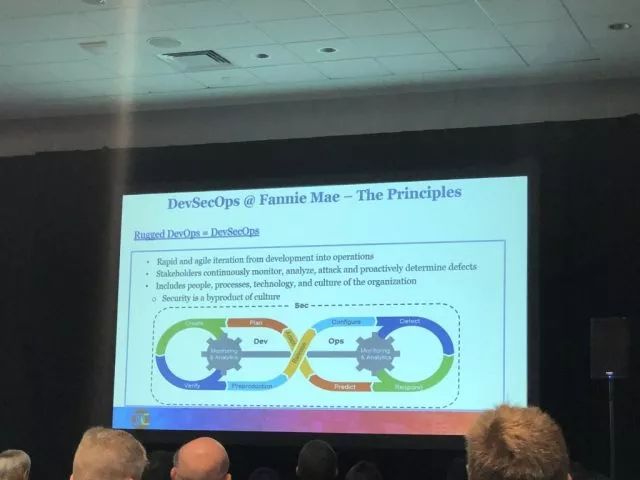 DevSecOps @ Fannie Mae – The Principles
Rugged DevOps = DevSecOps
Rapid and agile iteration from development into operations
Stakeholders continuously monitor, analyze, attack and proactively determine defects
Includes people, processes, technology, and culture of the organization
Security is a byproduct of culture
Sec
Create
Plan
Configure
Detect
Monitoring
& Analytics
Dev
Ops
Monitoring
& Analytics
Verify
Preproduction
Predict
Respond